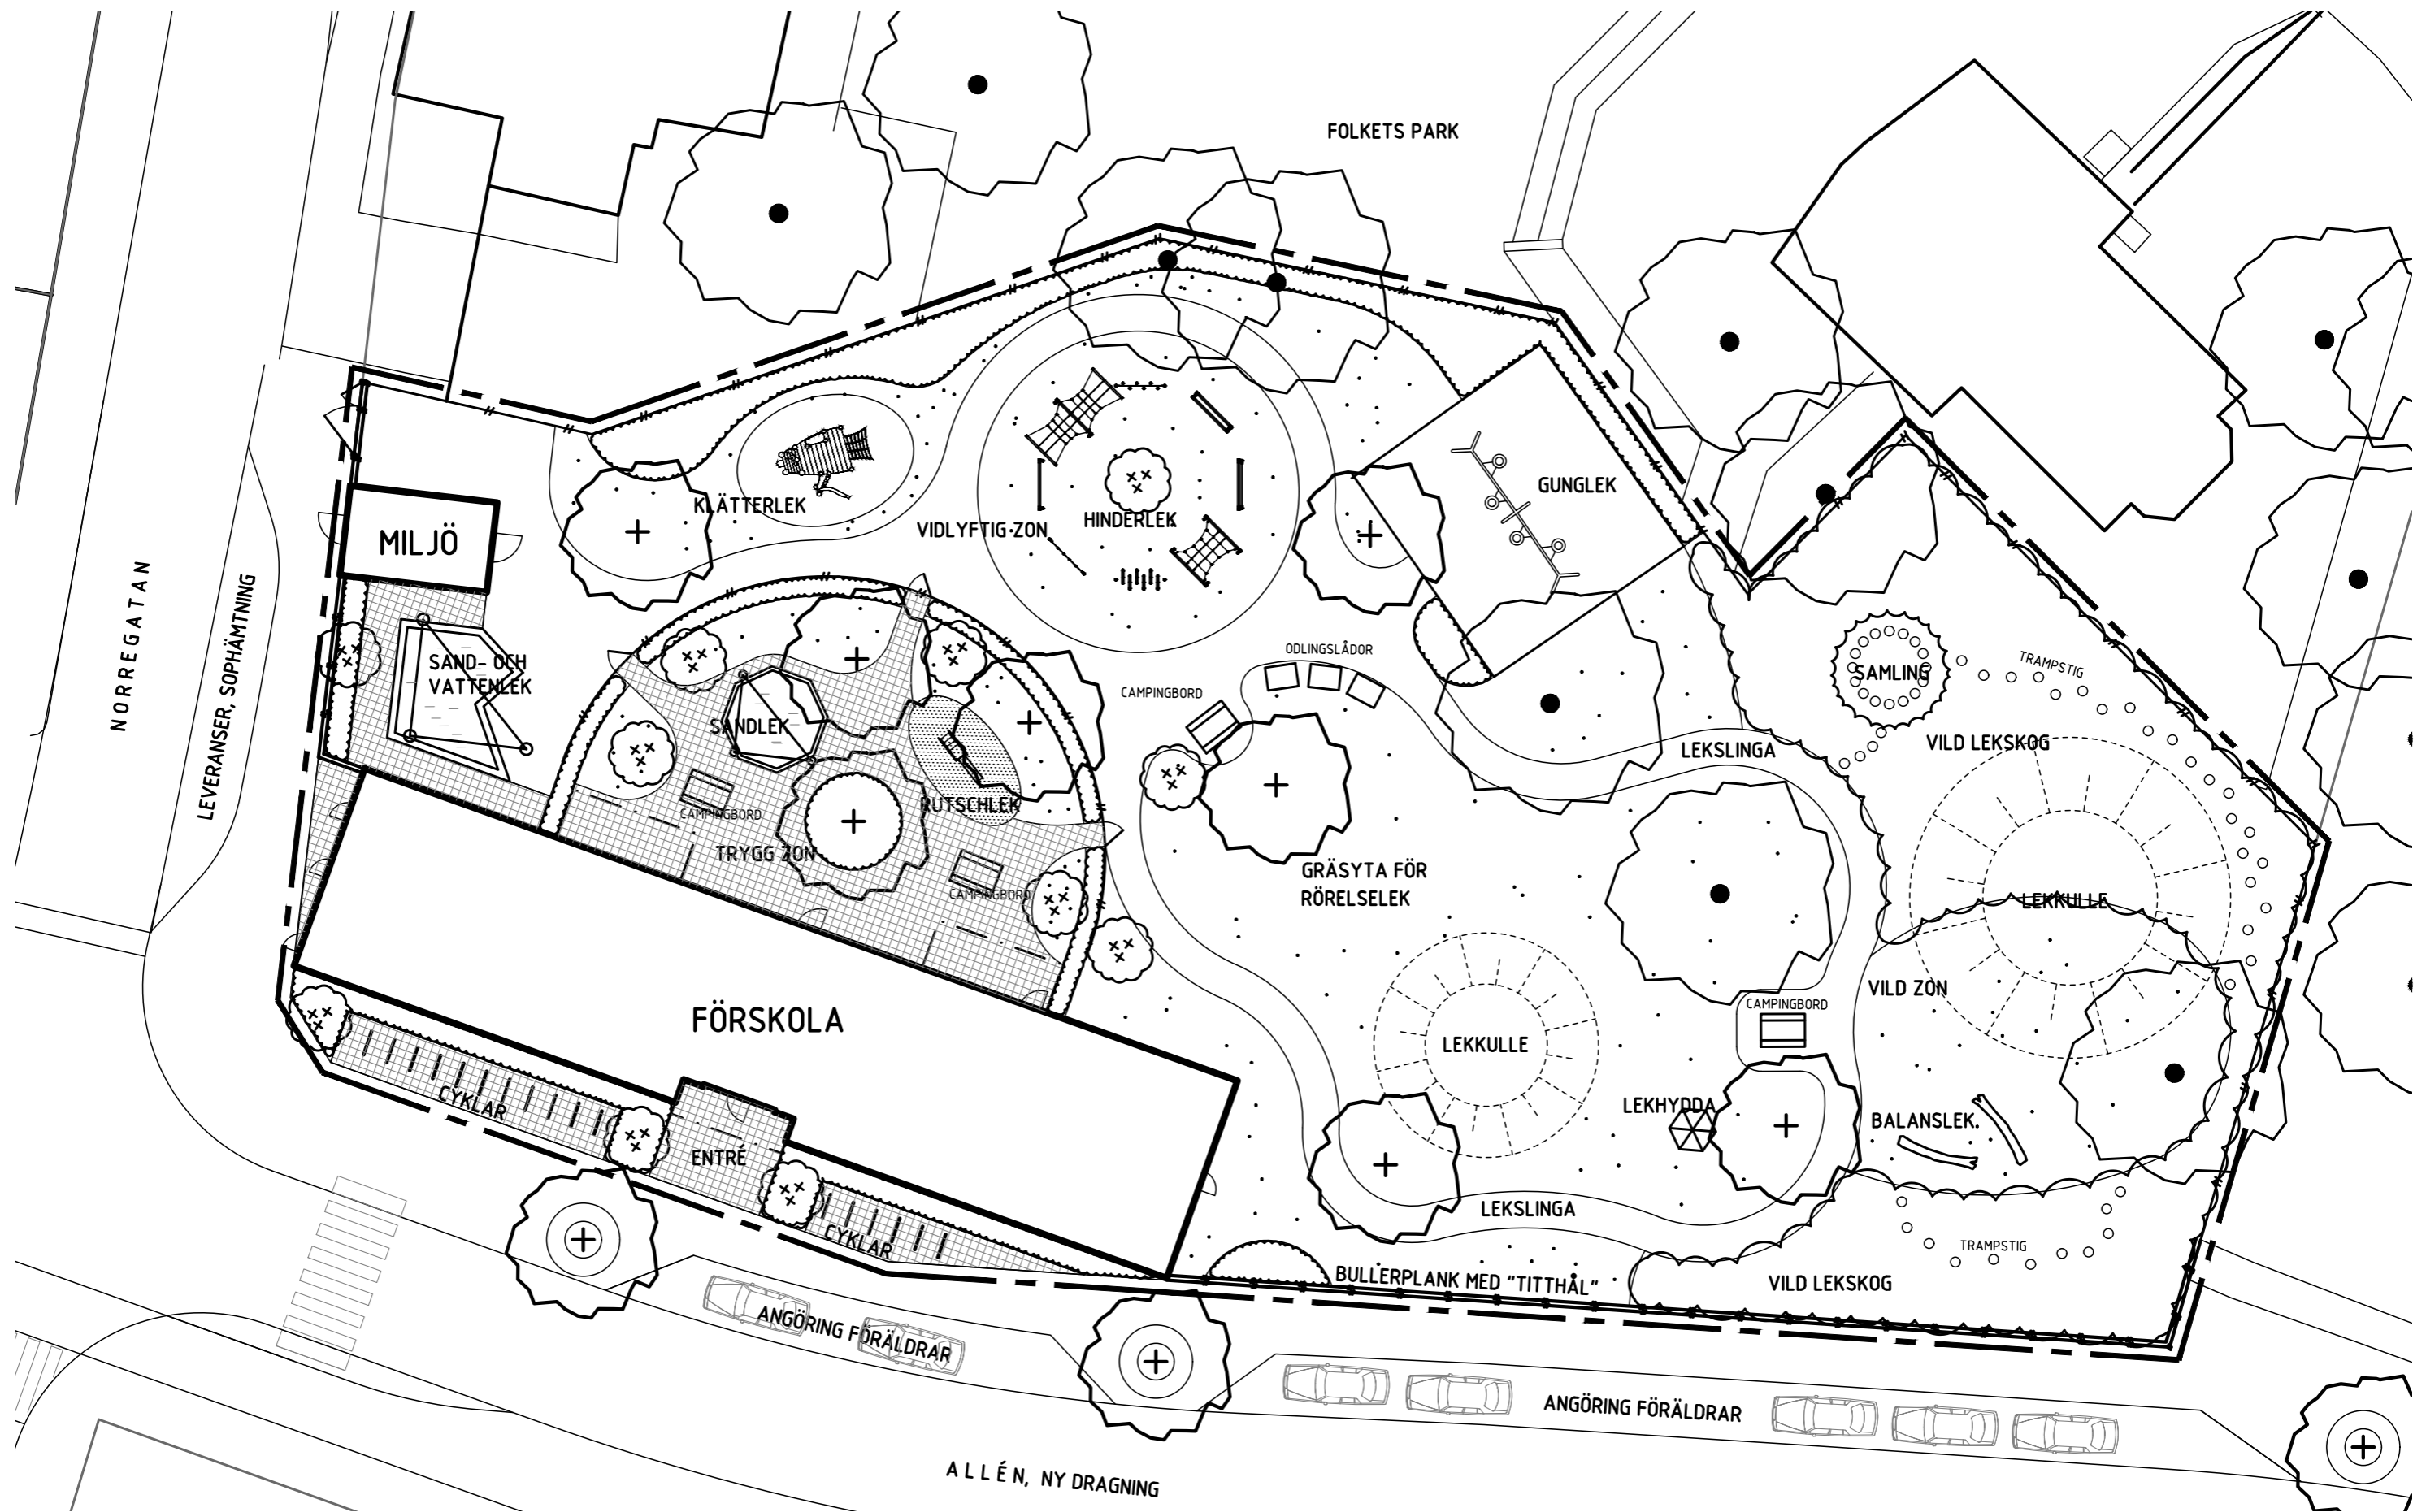 FOLKETS PARK
KLÄTTERLEK
VIDLYFTIG ZON
HINDERLEK
GUNGLEK
MILJÖ
NORREGATAN
LEVERANSER, SOPHÄMTNING
SAND- OCH
VATTENLEK
SANDLEK
CAMPINGBORD
RUTSCHLEK
TRYGG ZON
CAMPINGBORD
CAMPINGBORD
ODLINGSLÅDOR
LEKSLINGA
SAMLING
TRAMPSTIG
VILD LEKSKOG
LEKKULLE
GRÄSYTA FÖR
RÖRELSELEK
VILD ZON
CAMPINGBORD
FÖRSKOLA
LEKKULLE
LEKHYDDA
BALANSLEK
CYKLAR
ENTRÉ
CYKLAR
LEKSLINGA
TRAMPSTIG
BULLERPLANK MED "TITTHÅL"
VILD LEKSKOG
ANGÖRING FÖRÄLDRAR
ANGÖRING FÖRÄLDRAR
ALLÉN, NY DRAGNING